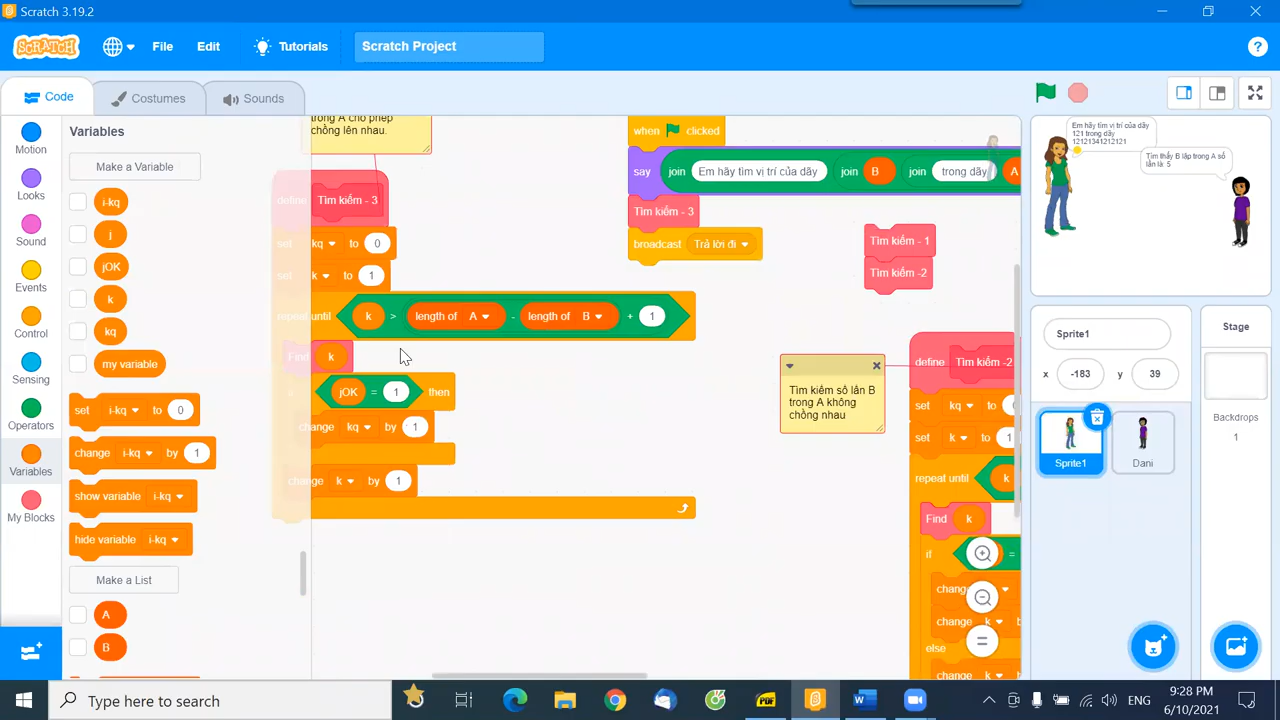 Scratch 3.19.2
SCRATCH
File
Edit
Tutorials
Scratch Project
Code
Costumes
Sounds
Motion
Looks
Sound
Events
Control
Sensing
Operators
Variables
My Blocks
Variables
Make a Variable
i-kq
j
jOK
k
kq
my variable
set i-kq to 0
change i-kq by 1
show variable i-kq
hide variable i-kq
Make a List
A
B
trong A cho phép
chồng lên nhau.
define Tìm kiếm - 3
set kq to 0
set k to 1
repeat until k > length of A - length of B + 1
Find k
jOK = 1 then
change kq by 1
change k by 1
when clicked
say join Em hãy tìm vị trí của dãy join B join trong dãy A
Tìm kiếm - 3
broadcast Trả lời đi
Tìm kiếm - 1
Tìm kiếm -2
Tìm kiếm số lần B
trong A không
chồng nhau
define Tìm kiếm -2
set kq to
set k to 1
repeat until k
Find k
if =
change
change k b
else
change k
Em hãy tìm vị trí của dãy
121 trong dãy
12121341212121
Tìm thấy B lặp trong A số
lần là: 5
Sprite1
x -183 y 39
Sprite1
Dani
Stage
Backdrops
1
Type here to search
ENG
9:28 PM
6/10/2021